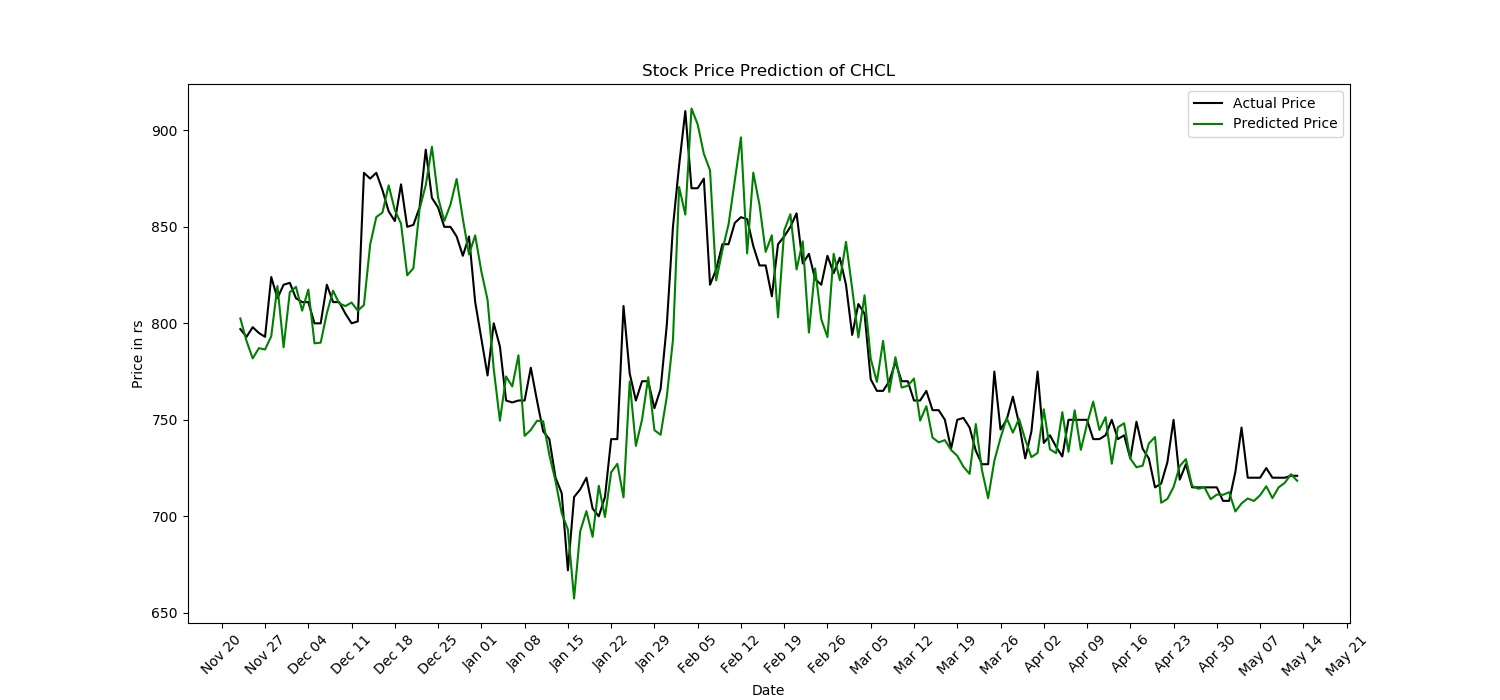 Stock Price Prediction of CHCL
Actual Price
Predicted Price
Price in rs
900
850
800
750
700
650
Nov 20
Nov 27
Dec 04
Dec 11
Dec 18
Dec 25
Jan 01
Jan 08
Jan 15
Jan 22
Jan 29
Feb 05
Feb 12
Feb 19
Feb 26
Mar 05
Mar 12
Mar 19
Mar 26
Apr 02
Apr 09
Apr 16
Apr 23
Apr 30
May 07
May 14
May 21
Date